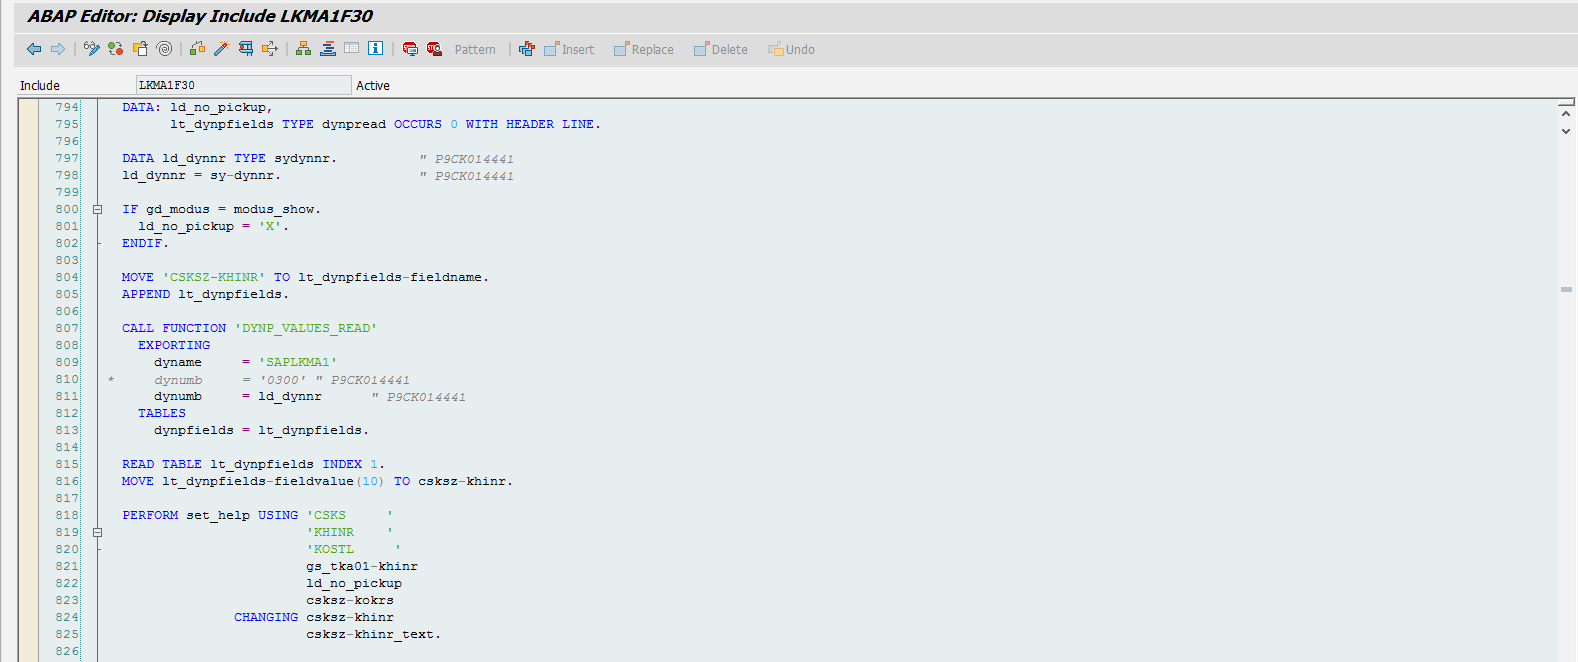 ABAP Editor: Display Include LKMA1F30
Pattern Insert Replace Delete Undo
Include LKMA1F30 Active
794 DATA: ld_no_pickup,
795 lt_dynpfields TYPE dynpread OCCURS 0 WITH HEADER LINE.
796
797 DATA ld_dynnr TYPE sydynnr. " P9CK014441
798 ld_dynnr = sy-dynnr. " P9CK014441
799
800 IF gd_modus = modus_show.
801 ld_no_pickup = 'X'.
802 ENDIF.
803
804 MOVE 'CSKSZ-KHINR' TO lt_dynpfields-fieldname.
805 APPEND lt_dynpfields.
806
807 CALL FUNCTION 'DYNP_VALUES_READ'
808 EXPORTING
809 dyname = 'SAPLKMA1'
810 * dynumb = '0300' " P9CK014441
811 dynumb = ld_dynnr " P9CK014441
812 TABLES
813 dynpfields = lt_dynpfields.
814
815 READ TABLE lt_dynpfields INDEX 1.
816 MOVE lt_dynpfields-fieldvalue(10) TO csksz-khinr.
817
818 PERFORM set_help USING 'CSKS     '
819 'KHINR    '
820 'KOSTL     '
821 gs_tka01-khinr
822 ld_no_pickup
823 csksz-kokrs
824 CHANGING csksz-khinr
825 csksz-khinr_text.
826